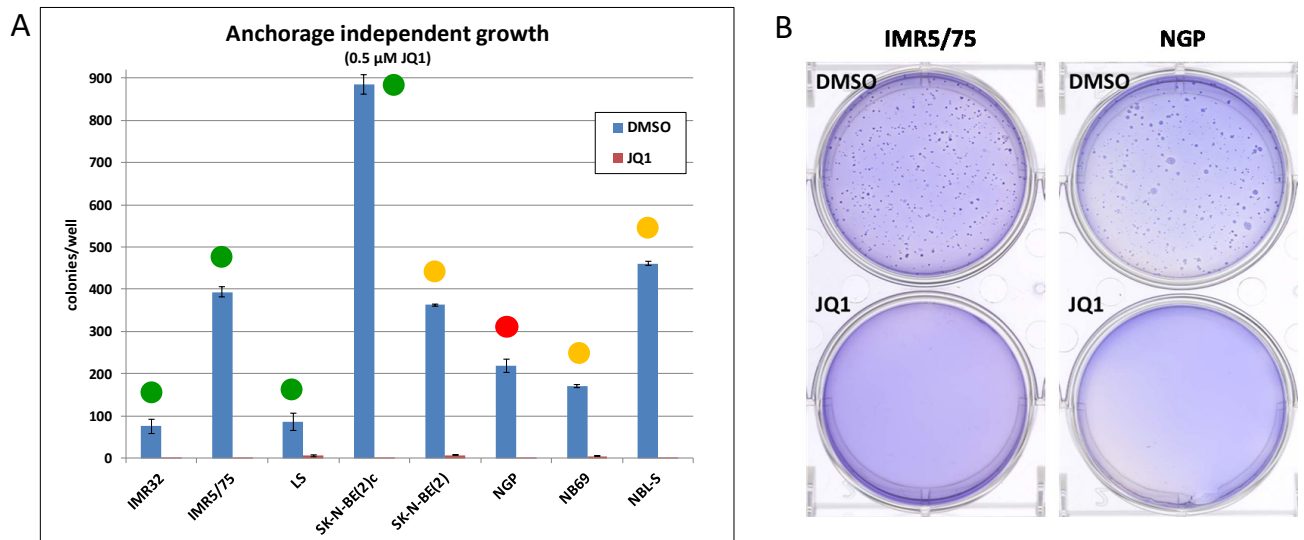 A
Anchorage independent growth
(0.5 µM JQ1)
colonies/well
900
800
700
600
500
400
300
200
100
0
DMSO
JQ1
IMR32
IMR5/75
LS
SK-N-BE(2)c
SK-N-BE(2)
NGP
NB69
NBL-S
B
IMR5/75
NGP
DMSO
DMSO
JQ1
JQ1